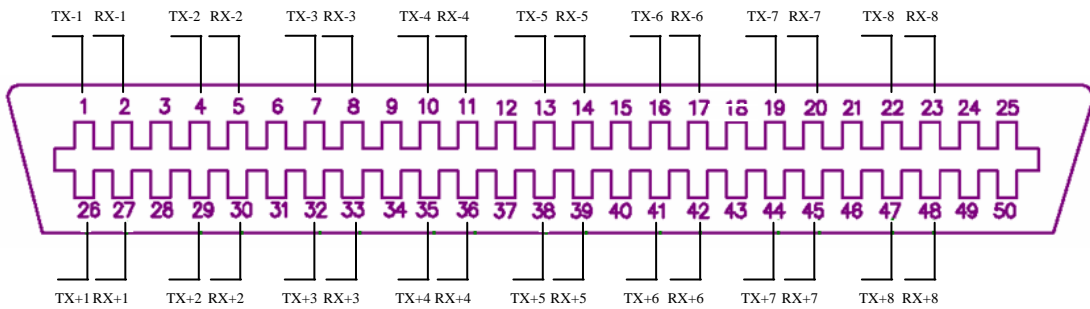 TX-1 RX-1 TX-2 RX-2 TX-3 RX-3 TX-4 RX-4 TX-5 RX-5 TX-6 RX-6 TX-7 RX-7 TX-8 RX-8
1 2 3 4 5 6 7 8 9 10 11 12 13 14 15 16 17 18 19 20 21 22 23 24 25
26 27 28 29 30 31 32 33 34 35 36 37 38 39 40 41 42 43 44 45 46 47 48 49 50
TX+1 RX+1 TX+2 RX+2 TX+3 RX+3 TX+4 RX+4 TX+5 RX+5 TX+6 RX+6 TX+7 RX+7 TX+8 RX+8